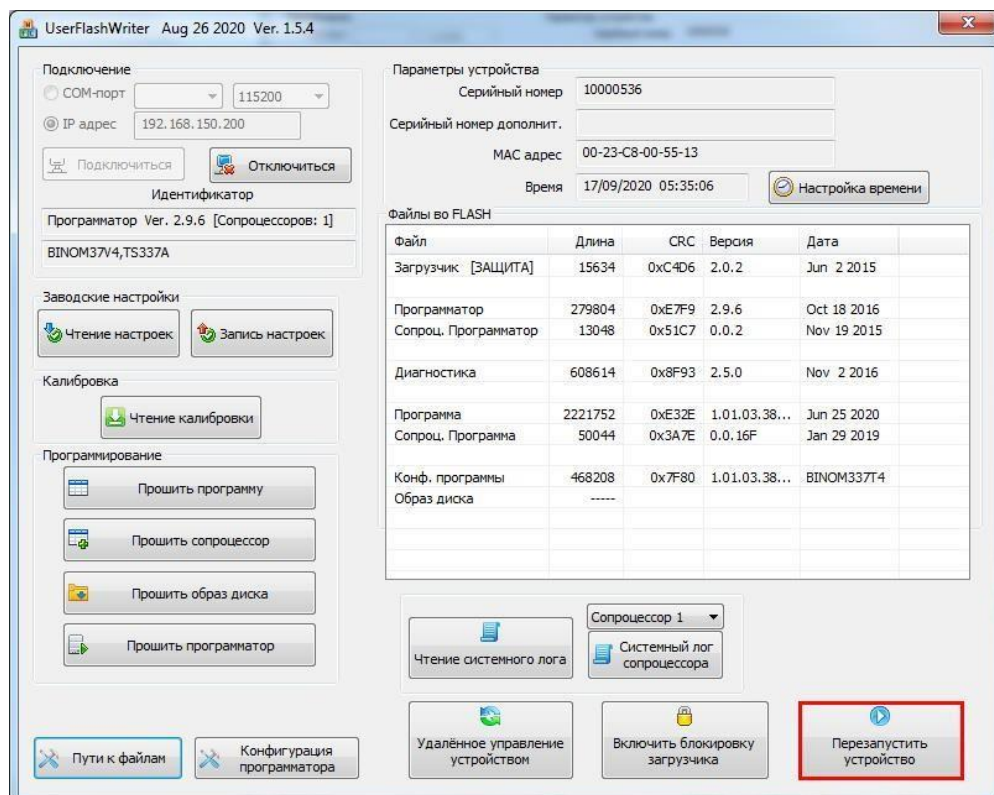 UserFlashWriter Aug 26 2020 Ver. 1.5.4
Подключение
COM-порт 115200
IP адрес 192.168.150.200
Подключиться Отключиться
Идентификатор
Программатор Ver. 2.9.6 [Сопроцессоров: 1]
BINOM37V4,TS337A
Заводские настройки
Чтение настроек Запись настроек
Калибровка
Чтение калибровки
Программирование
Прошить программу
Прошить сопроцессор
Прошить образ диска
Прошить программатор
Пути к файлам
Конфигурация
программатора
Параметры устройства
Серийный номер 10000536
Серийный номер дополнит.
MAC адрес 00-23-C8-00-55-13
Время 17/09/2020 05:35:06 Настройка времени
Файлы во FLASH
Файл Длина CRC Версия Дата
Загрузчик [ЗАЩИТА] 15634 0xC4D6 2.0.2 Jun 2 2015
Программатор 279804 0xE7F9 2.9.6 Oct 18 2016
Сопроц. Программатор 13048 0x51C7 0.0.2 Nov 19 2015
Диагностика 608614 0x8F93 2.5.0 Nov 2 2016
Программа 2221752 0xE32E 1.01.03.38... Jun 25 2020
Сопроц. Программа 50044 0x3A7E 0.0.16F Jan 29 2019
Конф. программы 468208 0x7F80 1.01.03.38... BINOM337T4
Образ диска -----
Чтение системного лога
Сопроцессор 1
Системный лог
сопроцессора
Удалённое управление
устройством
Включить блокировку
загрузчика
Перезапустить
устройство